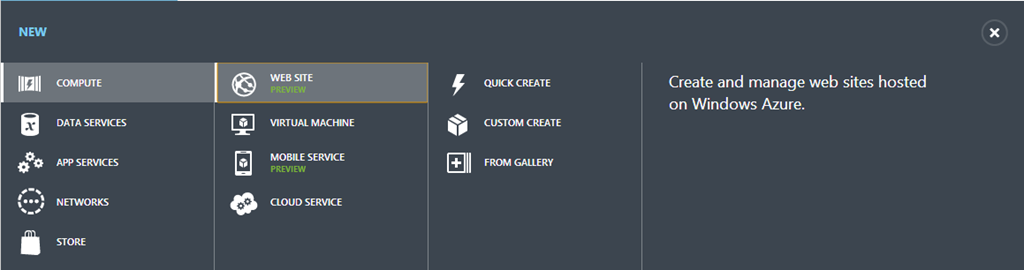 NEW
COMPUTE
DATA SERVICES
APP SERVICES
NETWORKS
STORE
WEB SITE
PREVIEW
VIRTUAL MACHINE
MOBILE SERVICE
PREVIEW
CLOUD SERVICE
QUICK CREATE
CUSTOM CREATE
FROM GALLERY
Create and manage web sites hosted
on Windows Azure.